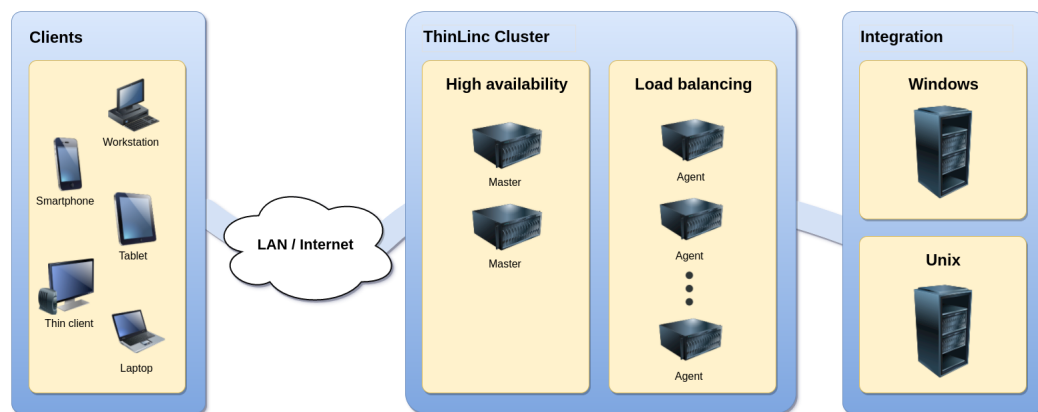 Clients
Workstation
Smartphone
Tablet
Thin client
Laptop
LAN / Internet
ThinLinc Cluster
High availability
Master
Master
Load balancing
Agent
Agent
Agent
Integration
Windows
Unix